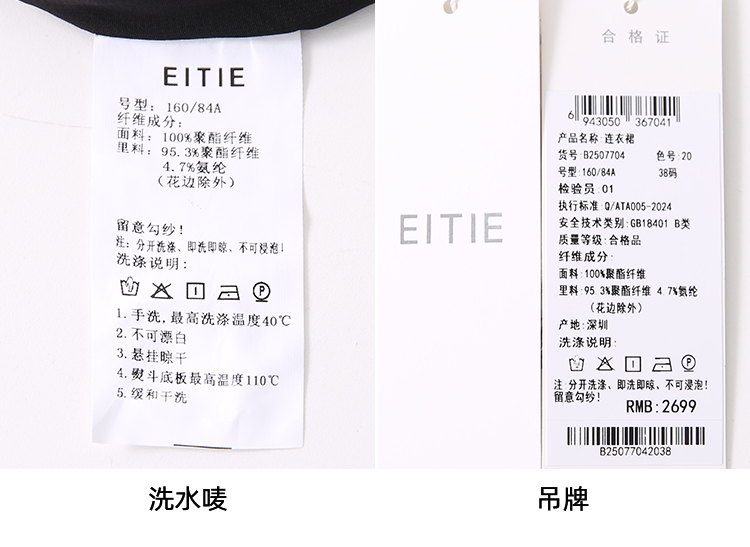 EITIE
号型: 160/84A
纤维成分:
面料: 100%聚酯纤维
里料: 95.3%聚酯纤维
4.7%氨纶
(花边除外)
留意勾纱!
注: 分开洗涤、即洗即晾、不可浸泡!
洗涤说明:
1.手洗,最高洗涤温度40℃
2.不可漂白
3.悬挂晾干
4.熨斗底板最高温度110℃
5.缓和干洗
EITIE
合格证
6 943050 367041
产品名称:连衣裙
货号:B2507704 色号:20
号型:160/84A 38码
检验员:01
执行标准:Q/ATA005-2024
安全技术类别:GB18401 B类
质量等级:合格品
纤维成分:
面料:100%聚酯纤维
里料:95.3%聚酯纤维 4.7%氨纶
(花边除外)
产地:深圳
洗涤说明:
注:分开洗涤、即洗即晾、不可浸泡!
留意勾纱!
RMB:2699
B25077042038
洗水唛
吊牌